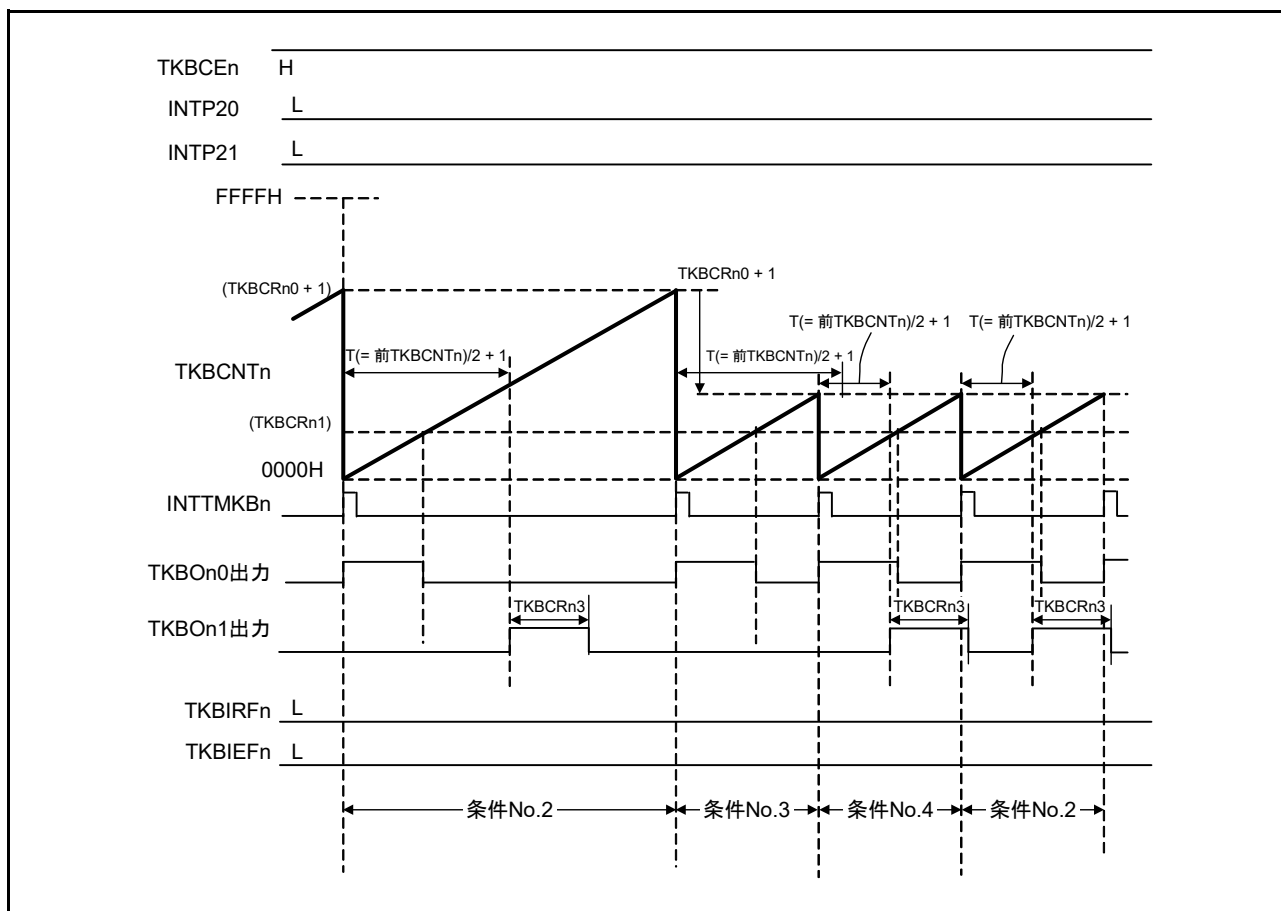 TKBCEn H
INTP20 L
INTP21 L
FFFFH
(TKBCRn0 + 1)
TKBCRn0 + 1
T(= 前TKBCNTn)/2 + 1
T(= 前TKBCNTn)/2 + 1
T(= 前TKBCNTn)/2 + 1
T(= 前TKBCNTn)/2 + 1
TKBCNTn
(TKBCRn1)
0000H
INTTMKBn
TKBOn0出力
TKBCRn3
TKBCRn3
TKBCRn3
TKBOn1出力
TKBIRFn L
TKBIEFn L
条件No.2
条件No.3
条件No.4
条件No.2